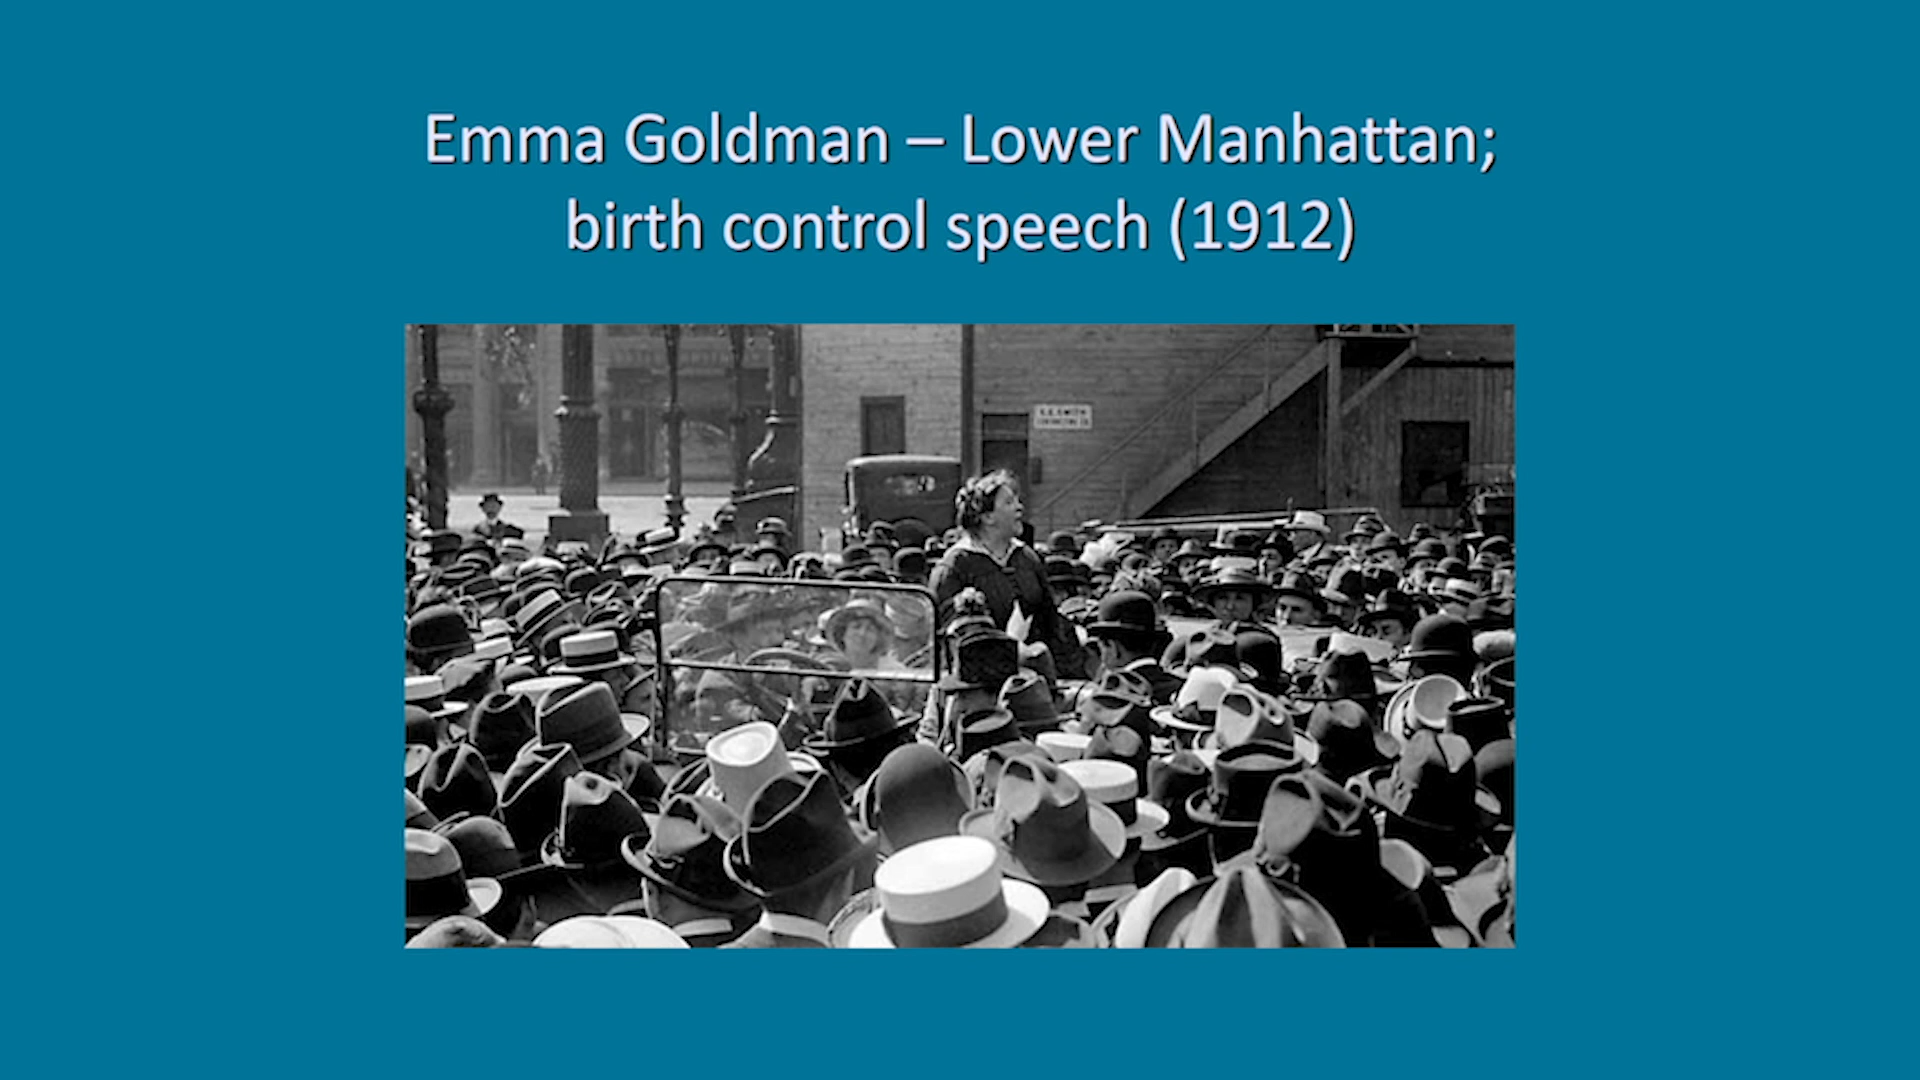 Emma Goldman – Lower Manhattan;
birth control speech (1912)